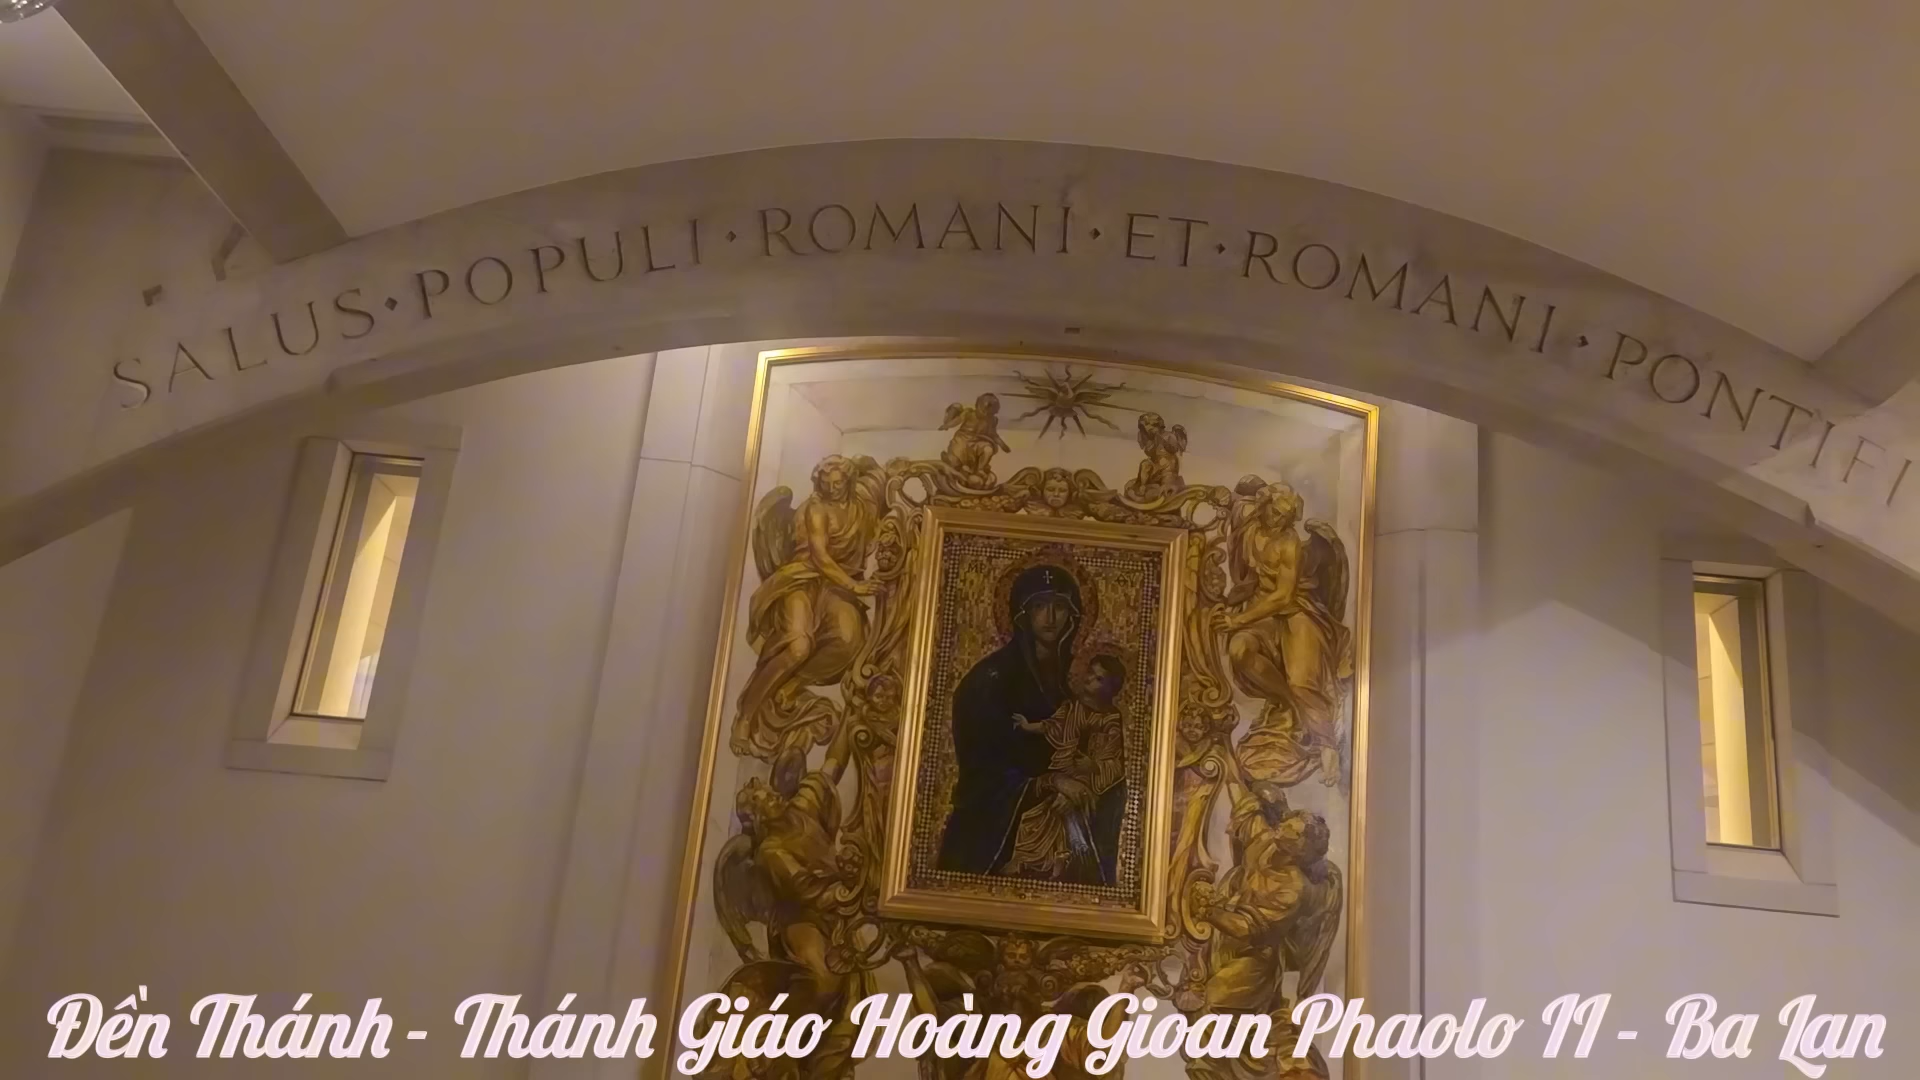 SALUS · POPULI · ROMANI · ET · ROMANI · PONTIFI
Đền Thánh - Thánh Giáo Hoàng Gioan Phaolo II - Ba Lan